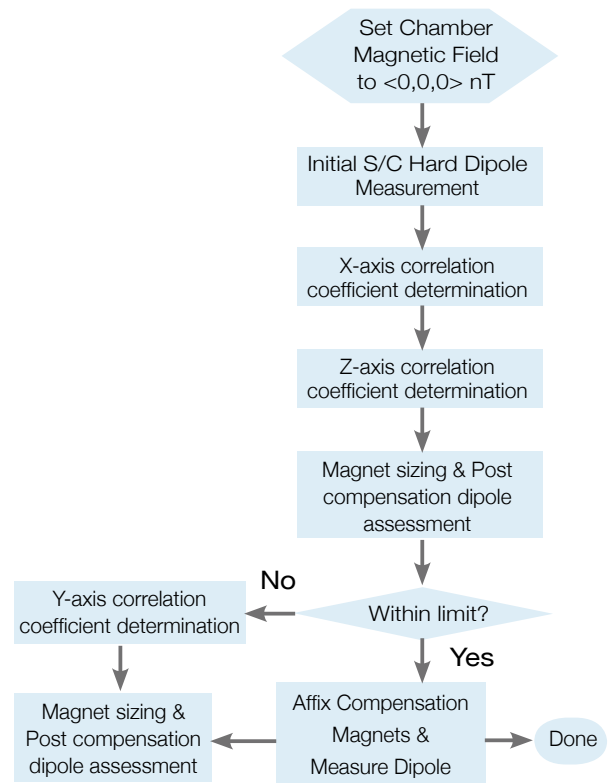 Set Chamber
Magnetic Field
to <0,0,0> nT
Initial S/C Hard Dipole
Measurement
X-axis correlation
coefficient determination
Z-axis correlation
coefficient determination
Magnet sizing & Post
compensation dipole
assessment
No
Within limit?
Y-axis correlation
coefficient determination
Yes
Affix Compensation
Magnets &
Measure Dipole
Magnet sizing &
Post compensation
dipole assessment
Done